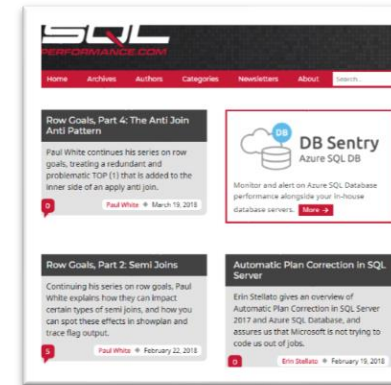 SQL
PERFORMANCE.COM
Home Archives Authors Categories Newsletters About Search...
Row Goals, Part 4: The Anti Join
Anti Pattern
Paul White continues his series on row
goals, treating a redundant and
problematic TOP (1) that is added to the
inner side of an apply anti join.
0 Paul White March 19, 2018
DB
DB Sentry
Azure SQL DB
Monitor and alert on Azure SQL Database
performance alongside your in-house
database servers. More →
Row Goals, Part 2: Semi Joins
Continuing his series on row goals, Paul
White explains how they can impact
certain types of semi joins, and how you
can spot these effects in showplan and
trace flag output.
5 Paul White February 22, 2018
Automatic Plan Correction in SQL
Server
Erin Stellato gives an overview of
Automatic Plan Correction in SQL Server
2017 and Azure SQL Database, and
assures us that Microsoft is not trying to
code us out of jobs.
0 Erin Stellato February 19, 2018